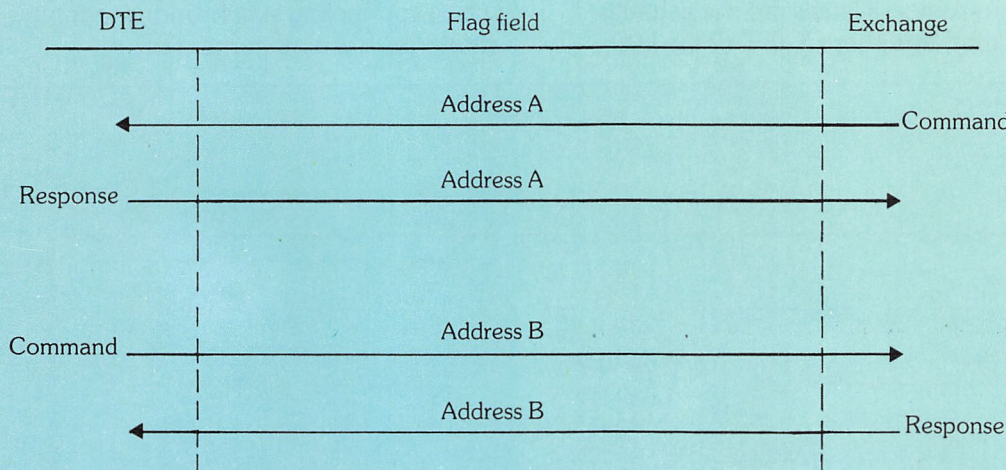 DTE Flag field Exchange
Address A
Command
Address A
Response
Address B
Command
Address B
Response